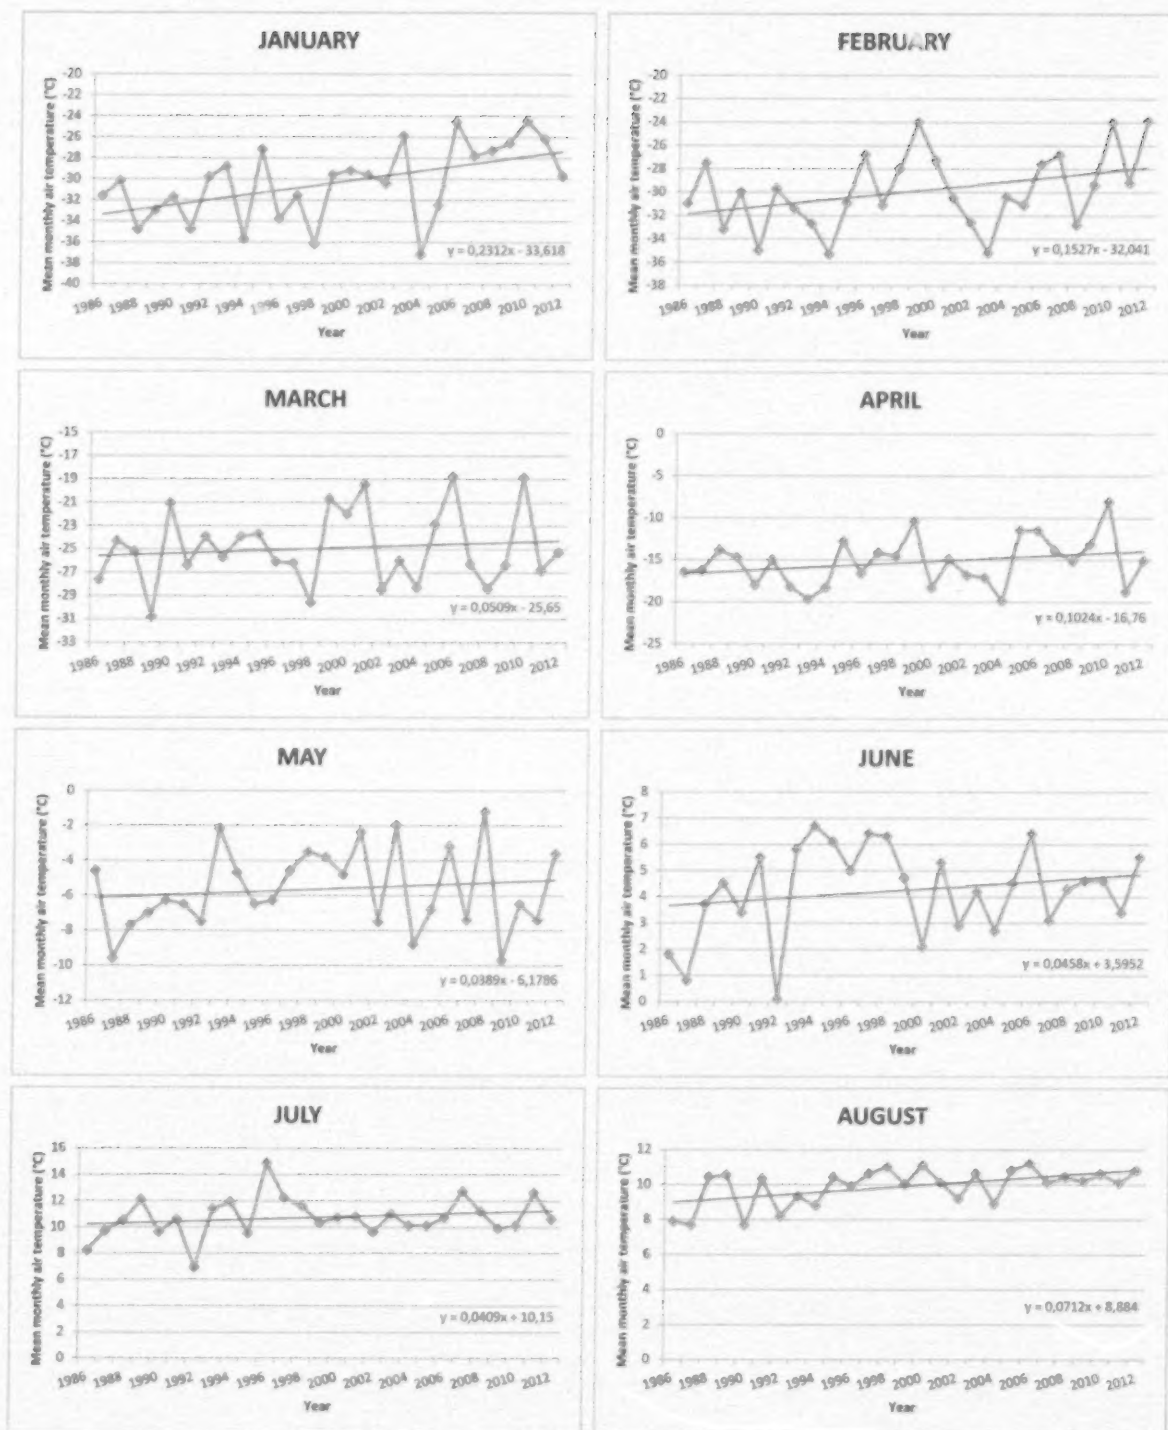 JANUARY
Mean monthly air temperature (°C)
-20
-22
-24
-26
-28
-30
-32
-34
-36
-38
-40
y = 0,2312x - 33,618
1986 1988 1990 1992 1994 1996 1998 2000 2002 2004 2006 2008 2010 2012
Year
FEBRUARY
Mean monthly air temperature (°C)
-20
-22
-24
-26
-28
-30
-32
-34
-36
-38
y = 0,1527x - 32,041
1986 1988 1990 1992 1994 1996 1998 2000 2002 2004 2006 2008 2010 2012
Year
MARCH
Mean monthly air temperature (°C)
-15
-17
-19
-21
-23
-25
-27
-29
-31
-33
y = 0,0509x - 25,65
1986 1988 1990 1992 1994 1996 1998 2000 2002 2004 2006 2008 2010 2012
Year
APRIL
Mean monthly air temperature (°C)
0
-5
-10
-15
-20
-25
y = 0,1024x - 16,76
1986 1988 1990 1992 1994 1996 1998 2000 2002 2004 2006 2008 2010 2012
Year
MAY
Mean monthly air temperature (°C)
0
-2
-4
-6
-8
-10
-12
y = 0,0389x - 6,1786
1986 1988 1990 1992 1994 1996 1998 2000 2002 2004 2006 2008 2010 2012
Year
JUNE
Mean monthly air temperature (°C)
8
7
6
5
4
3
2
1
0
y = 0,0458x + 3,5952
1986 1988 1990 1992 1994 1996 1998 2000 2002 2004 2006 2008 2010 2012
Year
JULY
Mean monthly air temperature (°C)
16
14
12
10
8
6
4
2
0
y = 0,0409x + 10,15
1986 1988 1990 1992 1994 1996 1998 2000 2002 2004 2006 2008 2010 2012
Year
AUGUST
Mean monthly air temperature (°C)
12
10
8
6
4
2
0
y = 0,0712x + 8,884
1986 1988 1990 1992 1994 1996 1998 2000 2002 2004 2006 2008 2010 2012
Year